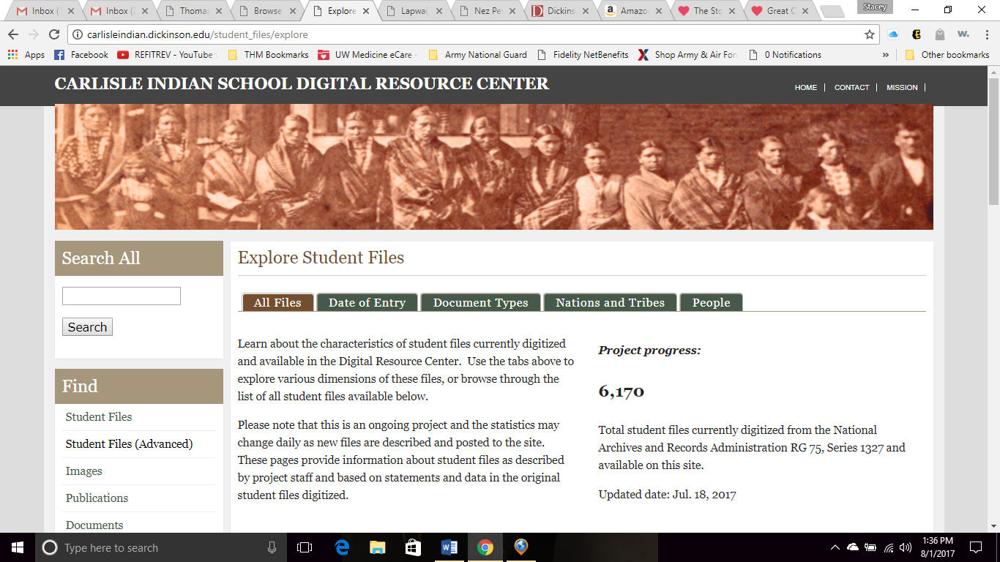 Inbox (
Inbox (2
Thomas
Browse
Explore
Lapwai
Nez Pe
Dickins
Amazo
The Sto
Great C
Stacey
carlisleindian.dickinson.edu/student_files/explore
Apps
Facebook
REFITREV - YouTube
THM Bookmarks
UW Medicine eCare -
Army National Guard
Fidelity NetBenefits
Shop Army & Air For
0 Notifications
»
Other bookmarks
CARLISLE INDIAN SCHOOL DIGITAL RESOURCE CENTER
HOME |
CONTACT |
MISSION |
Search All
Search
Find
Student Files
Student Files (Advanced)
Images
Publications
Documents
Explore Student Files
All Files
Date of Entry
Document Types
Nations and Tribes
People
Learn about the characteristics of student files currently digitized
and available in the Digital Resource Center. Use the tabs above to
explore various dimensions of these files, or browse through the
list of all student files available below.
Please note that this is an ongoing project and the statistics may
change daily as new files are described and posted to the site.
These pages provide information about student files as described
by project staff and based on statements and data in the original
student files digitized.
Project progress:
6,170
Total student files currently digitized from the National
Archives and Records Administration RG 75, Series 1327 and
available on this site.
Updated date: Jul. 18, 2017
Type here to search
1:36 PM
8/1/2017